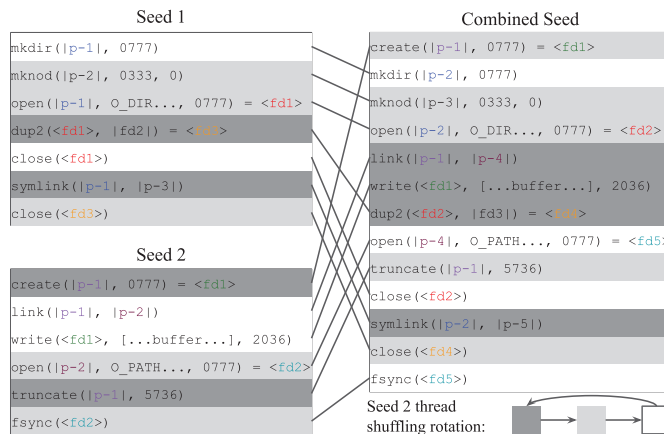 Seed 1
mkdir(|p-1|, 0777)
mknod(|p-2|, 0333, 0)
open(|p-1|, O_DIR..., 0777) = <fd1>
dup2(<fd1>, |fd2|) = <fd3>
close(<fd1>)
symlink(|p-1|, |p-3|)
close(<fd3>)
Seed 2
create(|p-1|, 0777) = <fd1>
link(|p-1|, |p-2|)
write(<fd1>, [...buffer...], 2036)
open(|p-2|, O_PATH..., 0777) = <fd2>
truncate(|p-1|, 5736)
fsync(<fd2>)
Combined Seed
create(|p-1|, 0777) = <fd1>
mkdir(|p-2|, 0777)
mknod(|p-3|, 0333, 0)
open(|p-2|, O_DIR..., 0777) = <fd2>
link(|p-1|, |p-4|)
write(<fd1>, [...buffer...], 2036)
dup2(<fd2>, |fd3|) = <fd4>
open(|p-4|, O_PATH..., 0777) = <fd5>
truncate(|p-1|, 5736)
close(<fd2>)
symlink(|p-2|, |p-5|)
close(<fd4>)
fsync(<fd5>)
Seed 2 thread
shuffling rotation: